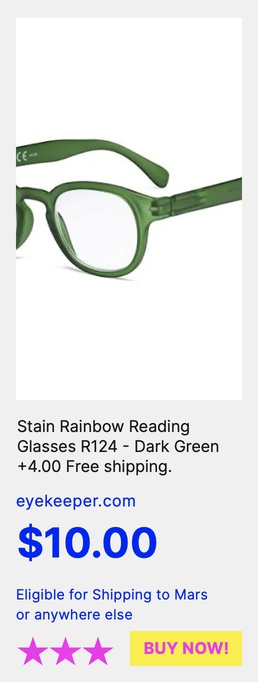 CE
Stain Rainbow Reading
Glasses R124 - Dark Green
+4.00 Free shipping.
eyekeeper.com
$10.00
Eligible for Shipping to Mars
or anywhere else
BUY NOW!